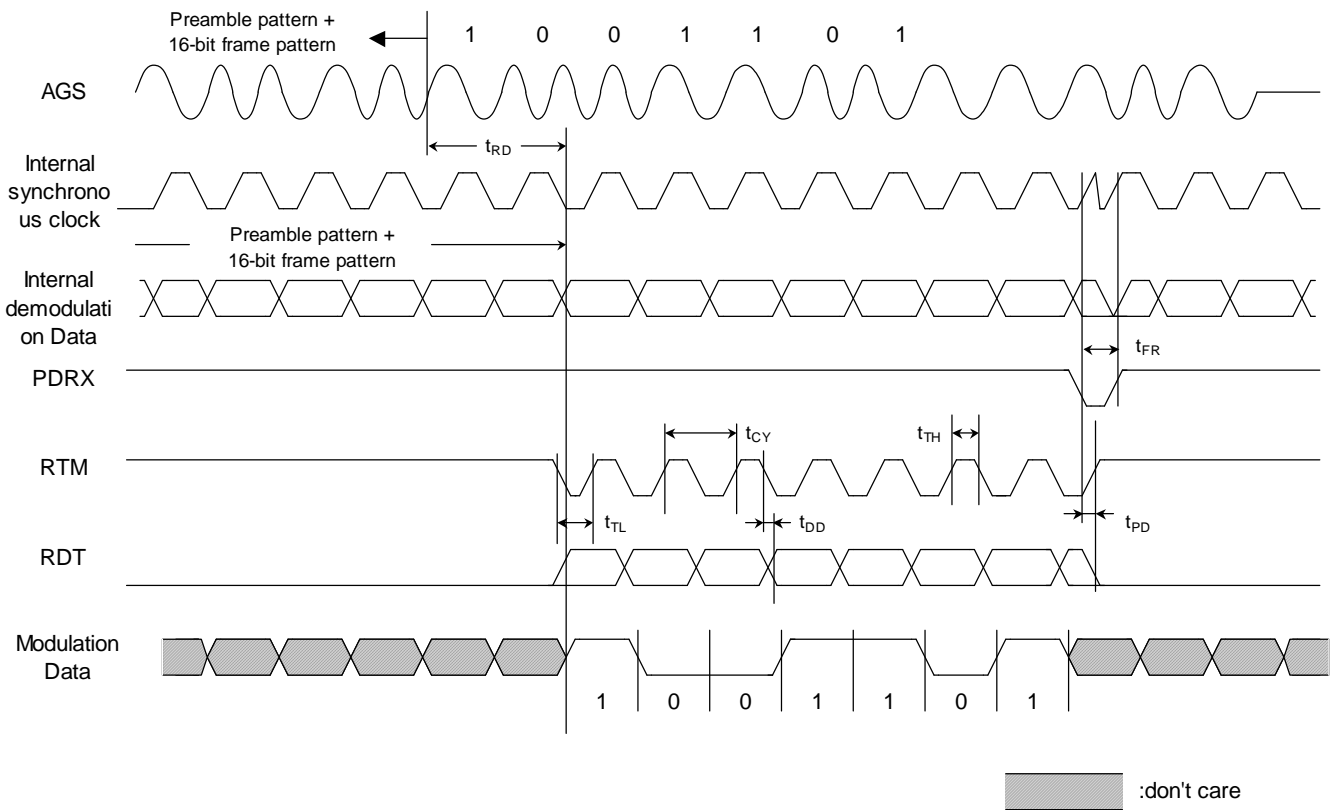 Preamble pattern +
16-bit frame pattern
1 0 0 1 1 0 1
AGS
tRD
Internal
synchrono
us clock
Preamble pattern +
16-bit frame pattern
Internal
demodulati
on Data
tFR
PDRX
tCY
tTH
RTM
tTL
tDD
tPD
RDT
Modulation
Data
1 0 0 1 1 0 1
:don't care